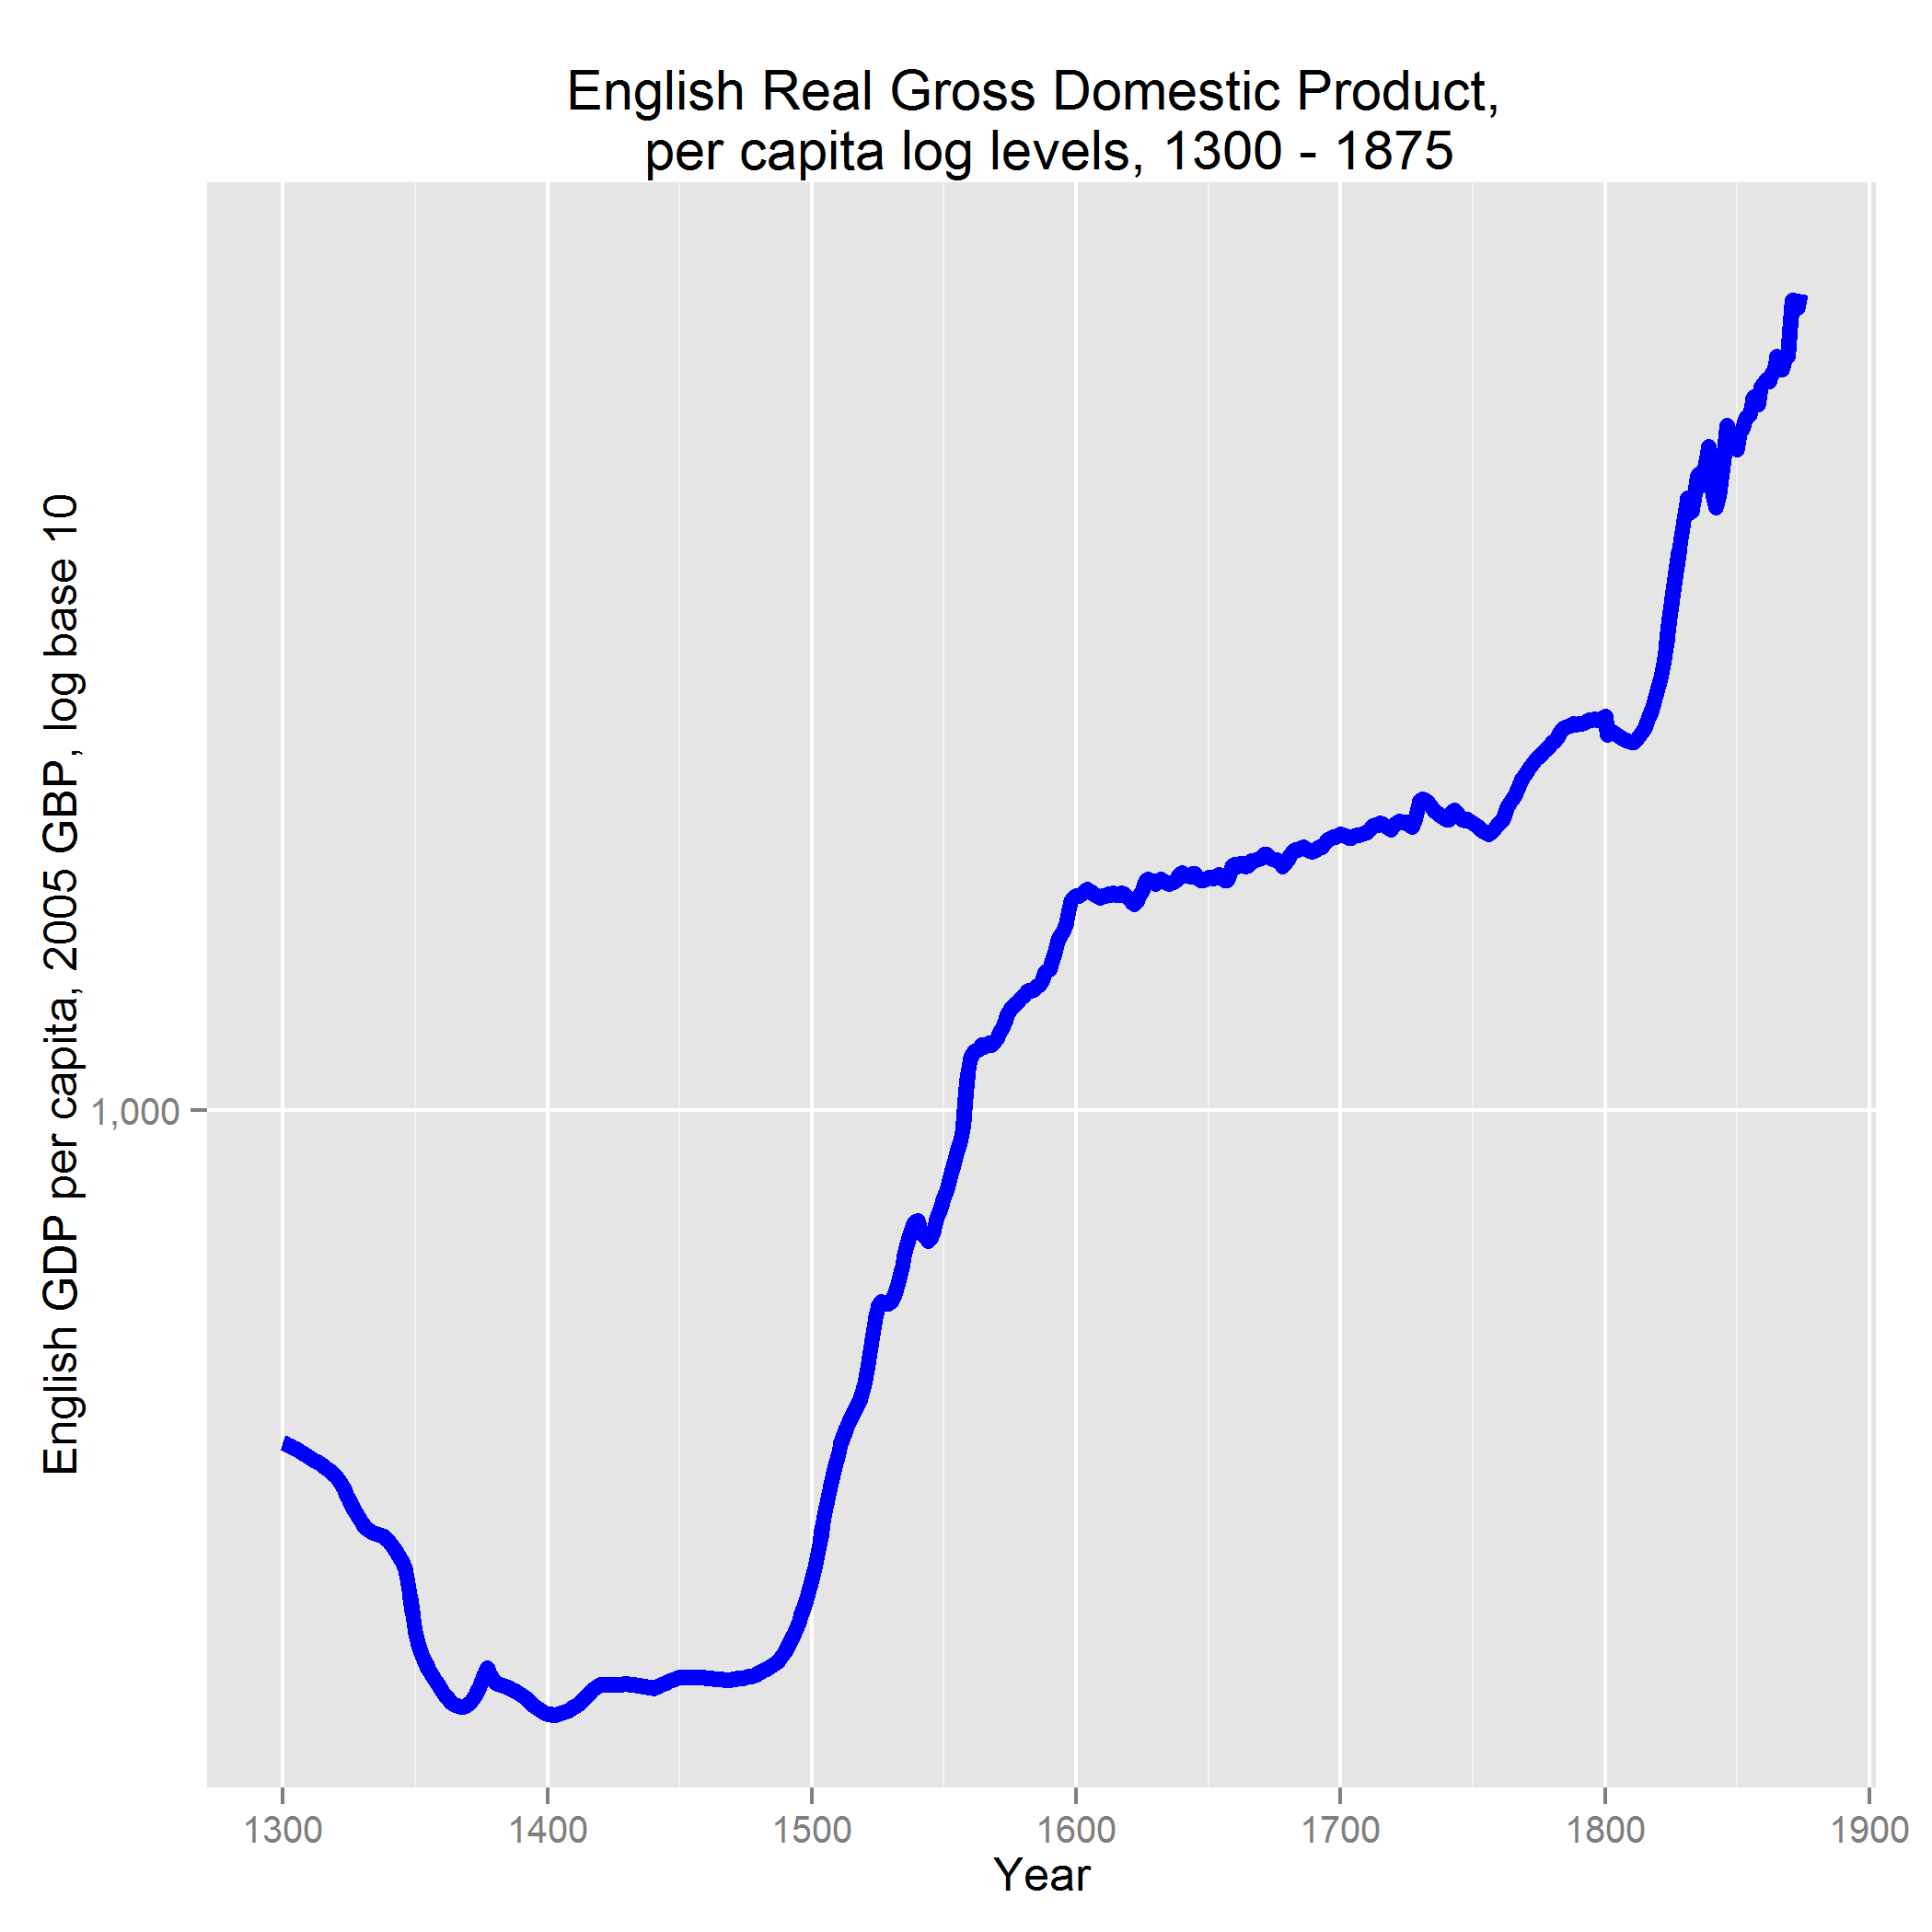 English Real Gross Domestic Product,
per capita log levels, 1300 - 1875
English GDP per capita, 2005 GBP, log base 10
1,000
1300 1400 1500 1600 1700 1800 1900
Year